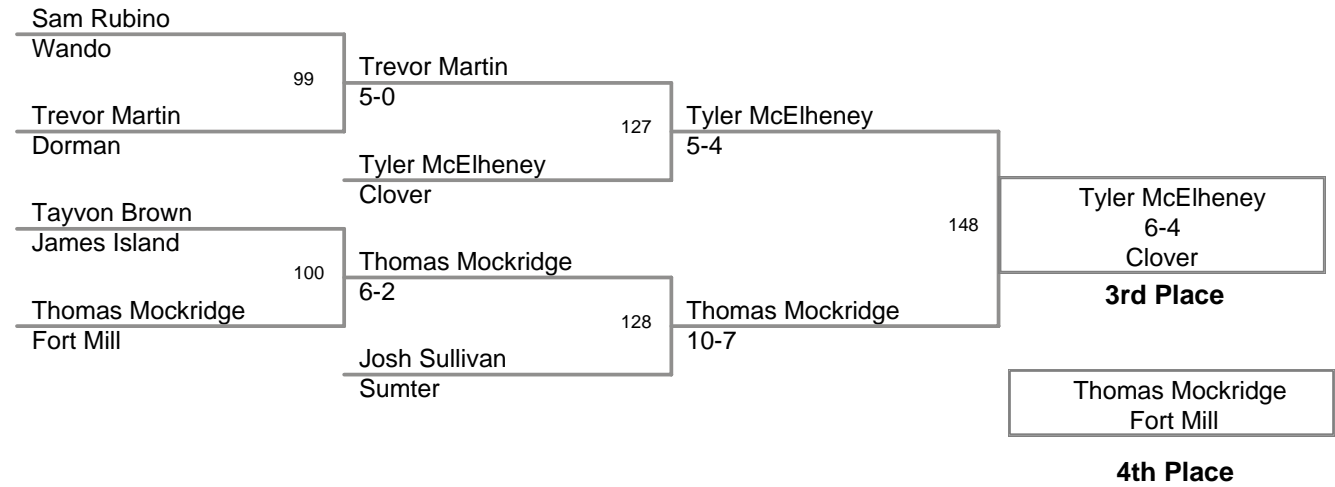 Sam Rubino
Wando
99
Trevor Martin
5-0
Trevor Martin
Dorman
127
Tyler McElheney
5-4
Tyler McElheney
Clover
Tayvon Brown
James Island
148
Tyler McElheney
6-4
Clover
3rd Place
100
Thomas Mockridge
6-2
Thomas Mockridge
Fort Mill
128
Thomas Mockridge
10-7
Josh Sullivan
Sumter
Thomas Mockridge
Fort Mill
4th Place